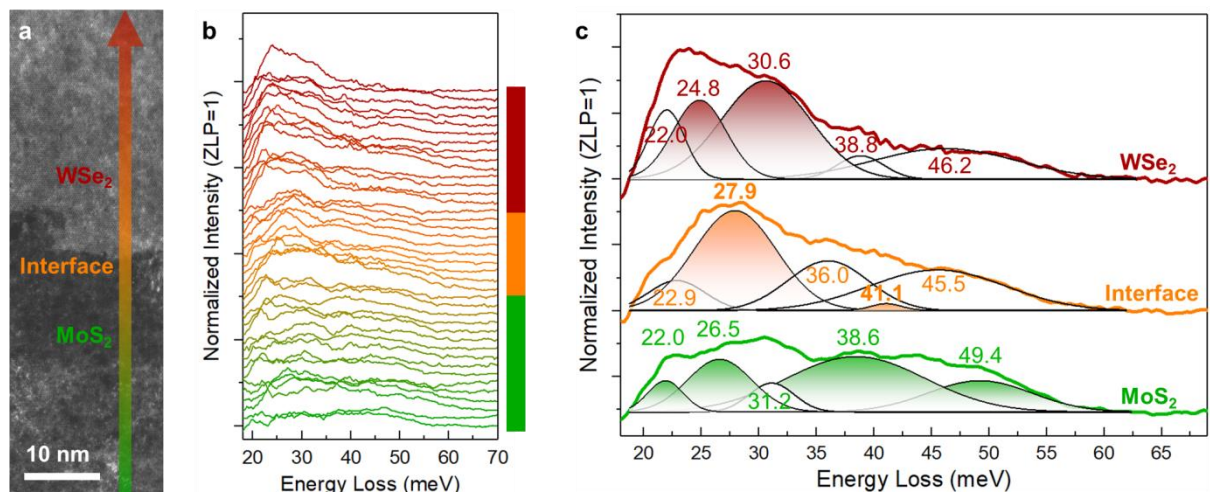 a
WSe₂
Interface
MoS₂
10 nm
b
Normalized Intensity (ZLP=1)
20 30 40 50 60 70
Energy Loss (meV)
c
Normalized Intensity (ZLP=1)
30.6
24.8
22.0
38.8
46.2
WSe₂
27.9
36.0
45.5
22.9
41.1
Interface
22.0
26.5
38.6
49.4
31.2
MoS₂
20 25 30 35 40 45 50 55 60 65
Energy Loss (meV)